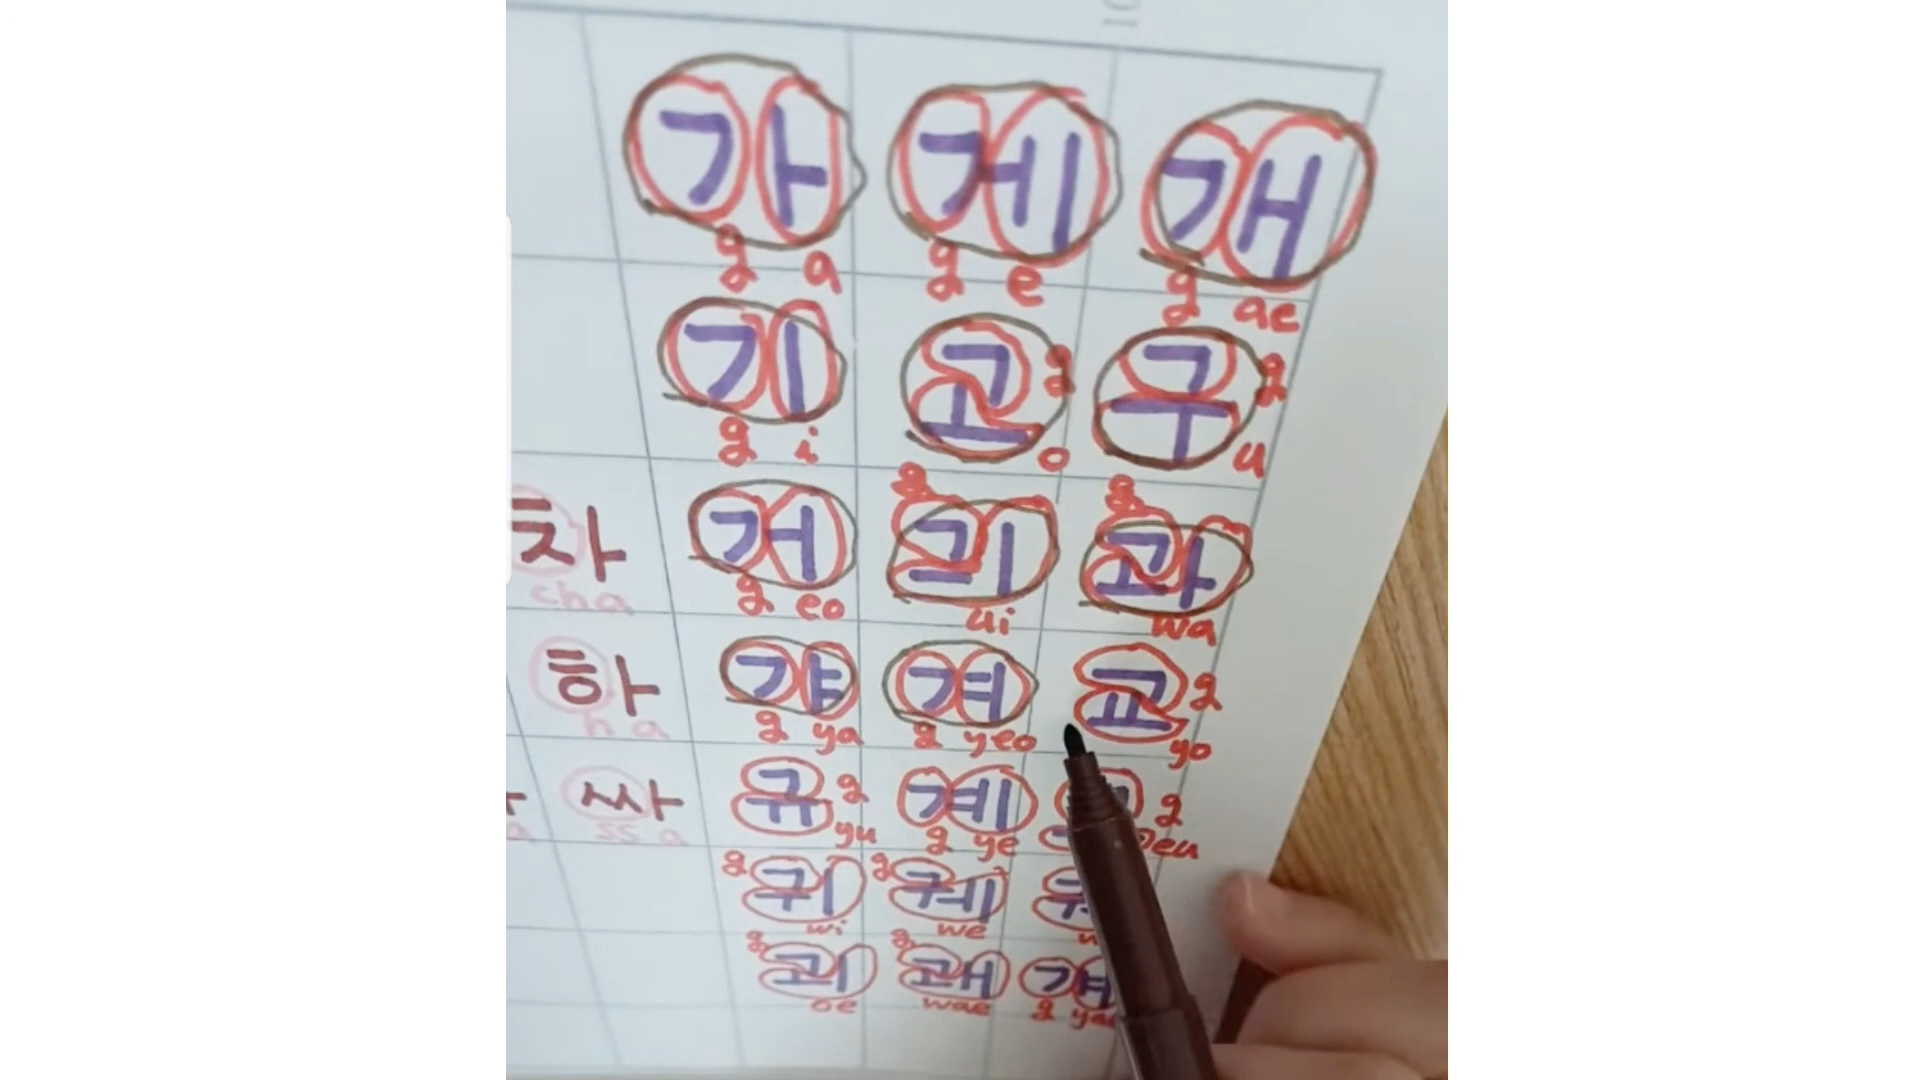 가 게 개
g a g e g ae
기 고 g 구 g
g i o u
차 거 g 긔 g 과
cha g eo ui wa
하 갸 겨 교 g
ha g ya g yeo yo
싸 규 g 계 g
ssa yu g ye eu
g 귀 g 궤
wi we
g 괴 g 괘 걔
oe wae g yae